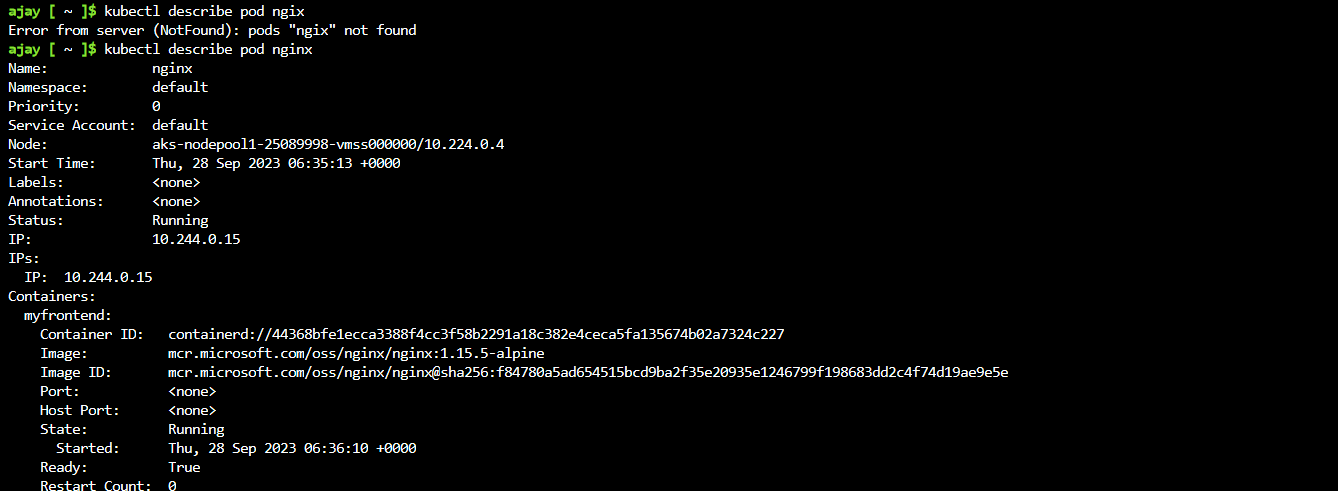 ajay [ ~ ]$ kubectl describe pod ngix
Error from server (NotFound): pods "ngix" not found
ajay [ ~ ]$ kubectl describe pod nginx
Name:             nginx
Namespace:        default
Priority:         0
Service Account:  default
Node:             aks-nodepool1-25089998-vmss000000/10.224.0.4
Start Time:       Thu, 28 Sep 2023 06:35:13 +0000
Labels:           <none>
Annotations:      <none>
Status:           Running
IP:               10.244.0.15
IPs:
  IP:  10.244.0.15
Containers:
  myfrontend:
    Container ID:   containerd://44368bfe1ecca3388f4cc3f58b2291a18c382e4ceca5fa135674b02a7324c227
    Image:          mcr.microsoft.com/oss/nginx/nginx:1.15.5-alpine
    Image ID:       mcr.microsoft.com/oss/nginx/nginx@sha256:f84780a5ad654515bcd9ba2f35e20935e1246799f198683dd2c4f74d19ae9e5e
    Port:           <none>
    Host Port:      <none>
    State:          Running
      Started:      Thu, 28 Sep 2023 06:36:10 +0000
    Ready:          True
    Restart Count:  0